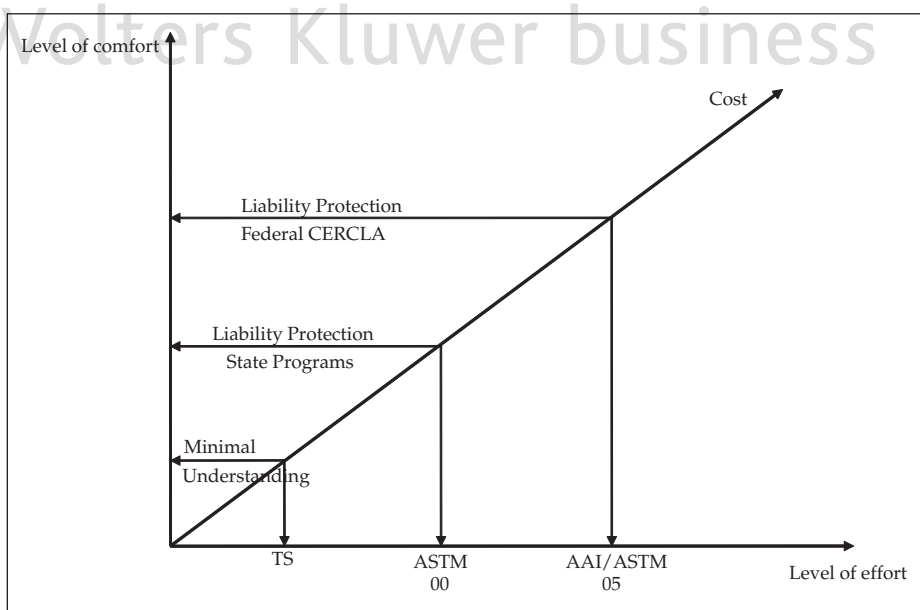 Wolters Kluwer business
Level of comfort
Cost
Liability Protection
Federal CERCLA
Liability Protection
State Programs
Minimal
Understanding
TS
ASTM
00
AAI/ASTM
05
Level of effort